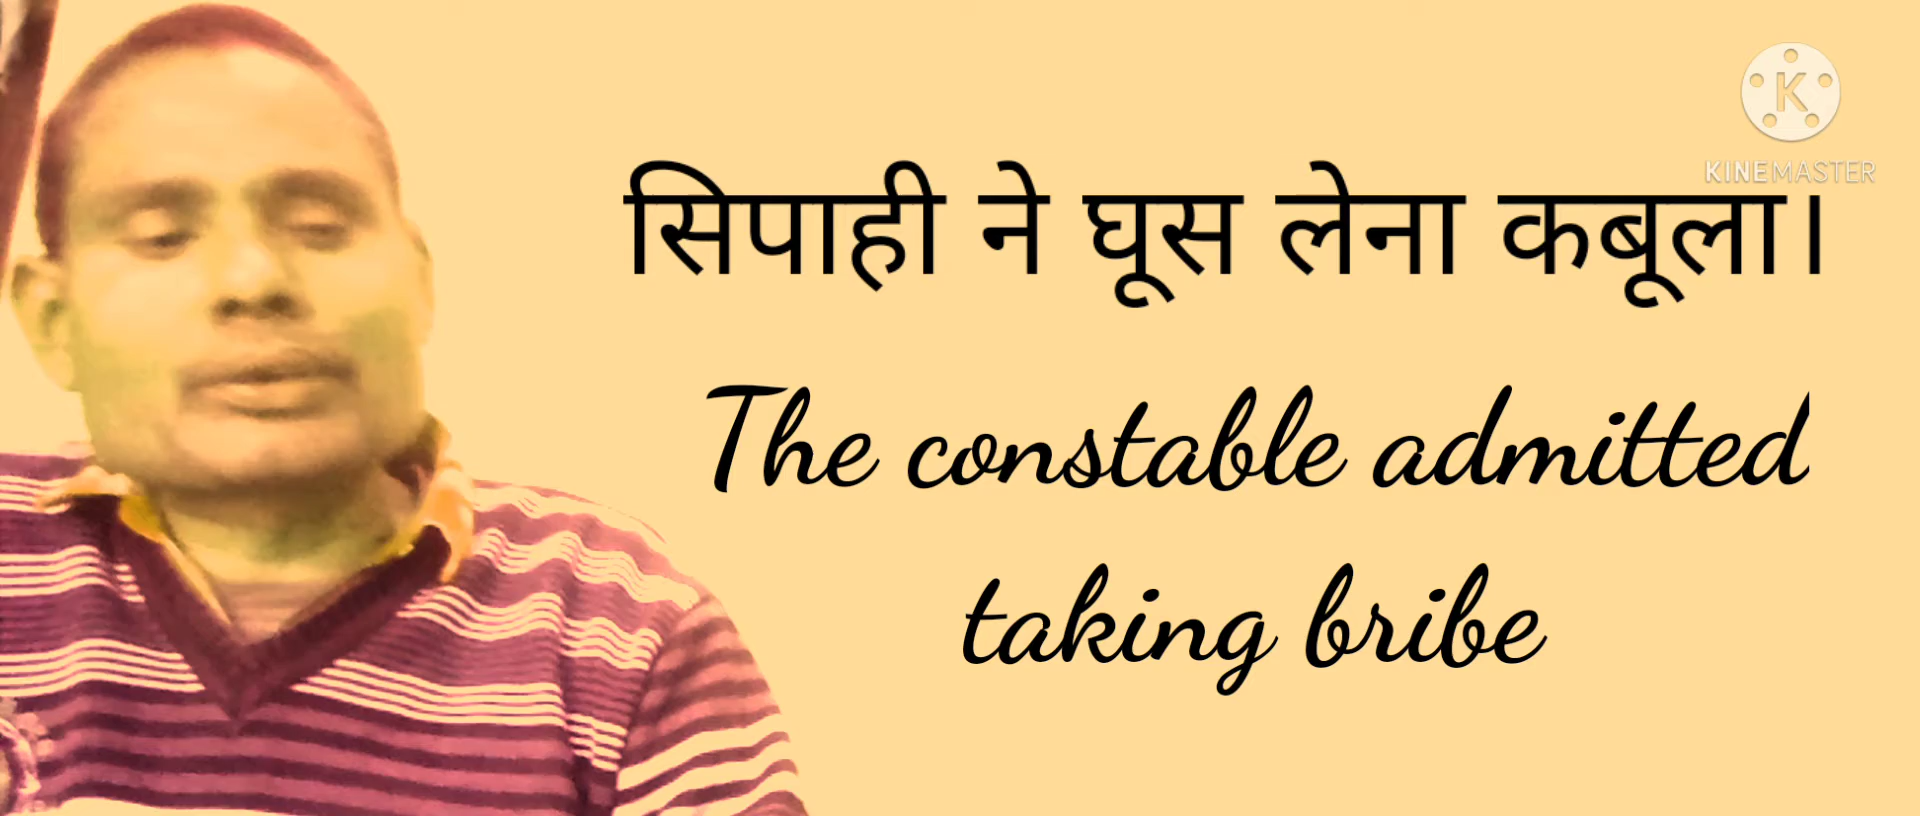 KINEMASTER
सिपाही ने घूस लेना कबूला।
The constable admitted
taking bribe